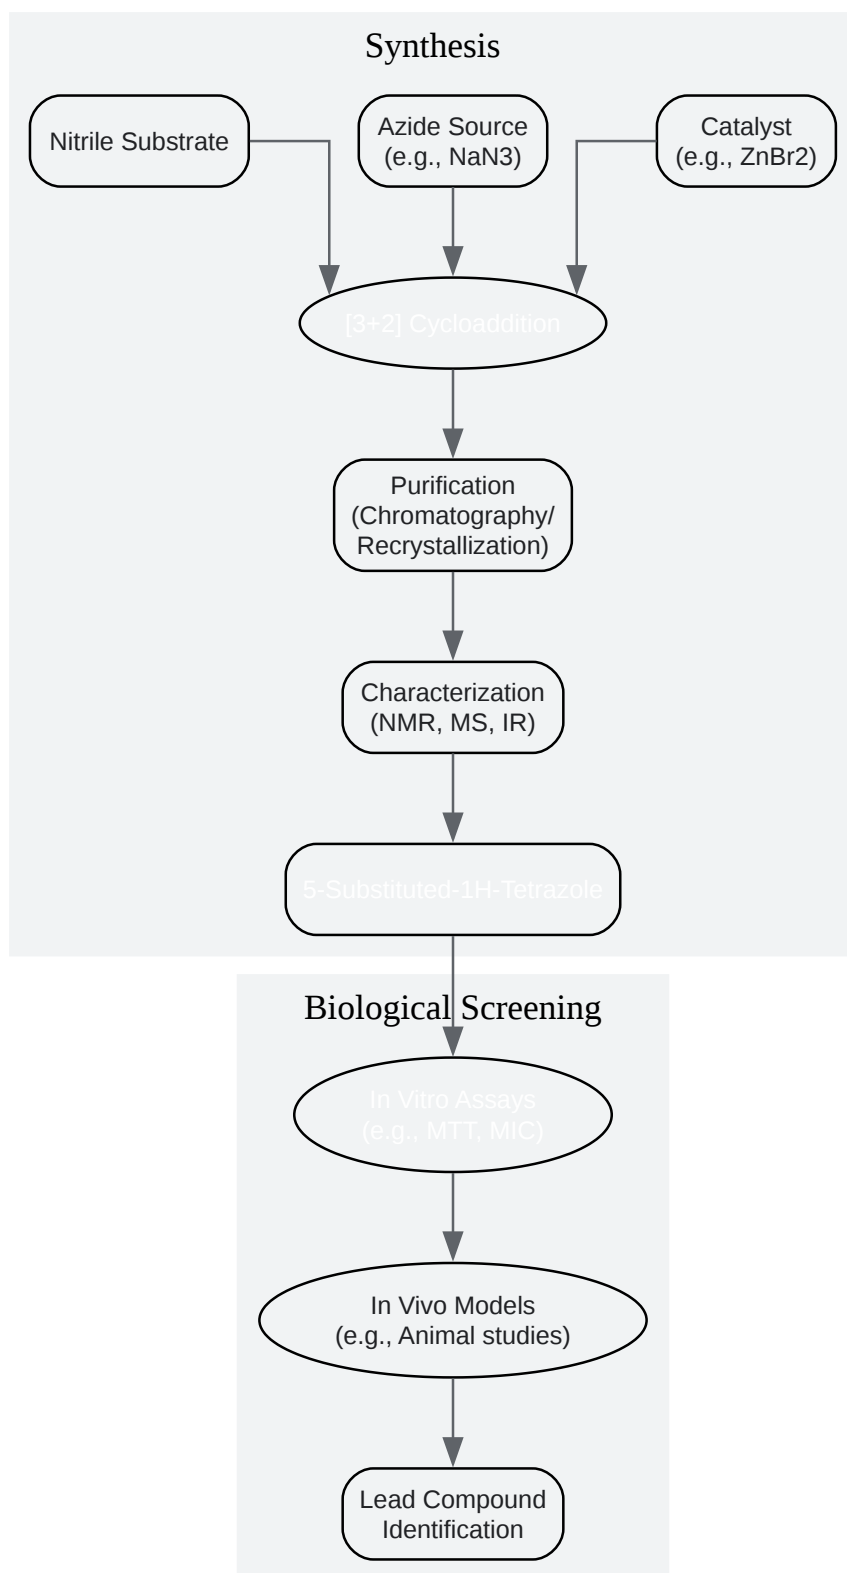 Synthesis
Nitrile Substrate
Azide Source
(e.g., NaN3)
Catalyst
(e.g., ZnBr2)
[3+2] Cycloaddition
Purification
(Chromatography/
Recrystallization)
Characterization
(NMR, MS, IR)
5-Substituted-1H-Tetrazole
Biological Screening
In Vitro Assays
(e.g., MTT, MIC)
In Vivo Models
(e.g., Animal studies)
Lead Compound
Identification